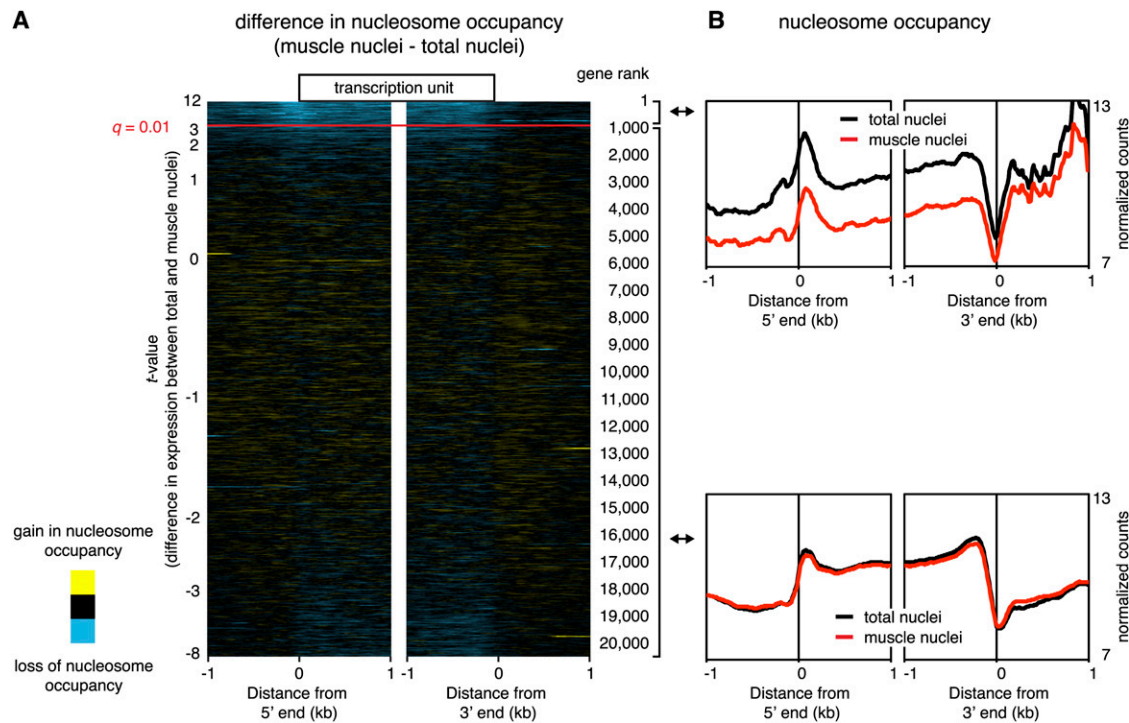 A
difference in nucleosome occupancy
(muscle nuclei - total nuclei)
transcription unit
gene rank
q = 0.01
t-value
(difference in expression between total and muscle nuclei)
12
3
2
1
0
-1
-2
-3
-8
1
1,000
2,000
3,000
4,000
5,000
6,000
7,000
8,000
9,000
10,000
11,000
12,000
13,000
14,000
15,000
16,000
17,000
18,000
19,000
20,000
gain in nucleosome
occupancy
loss of nucleosome
occupancy
-1
0
1
-1
0
1
Distance from
5' end (kb)
Distance from
3' end (kb)
B
nucleosome occupancy
total nuclei
muscle nuclei
13
7
normalized counts
-1
0
1
-1
0
1
Distance from
5' end (kb)
Distance from
3' end (kb)
total nuclei
muscle nuclei
13
7
normalized counts
-1
0
1
-1
0
1
Distance from
5' end (kb)
Distance from
3' end (kb)